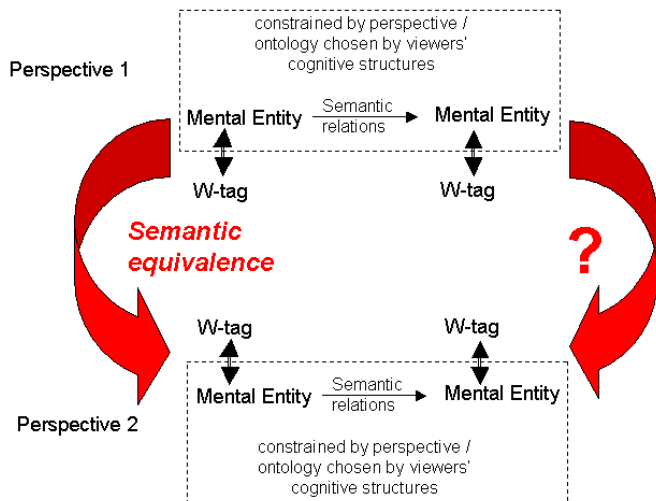 constrained by perspective /
ontology chosen by viewers'
cognitive structures
Perspective 1
Mental Entity
Semantic
relations
Mental Entity
W-tag
W-tag
Semantic
equivalence
?
W-tag
W-tag
Mental Entity
Semantic
relations
Mental Entity
Perspective 2
constrained by perspective /
ontology chosen by viewers'
cognitive structures